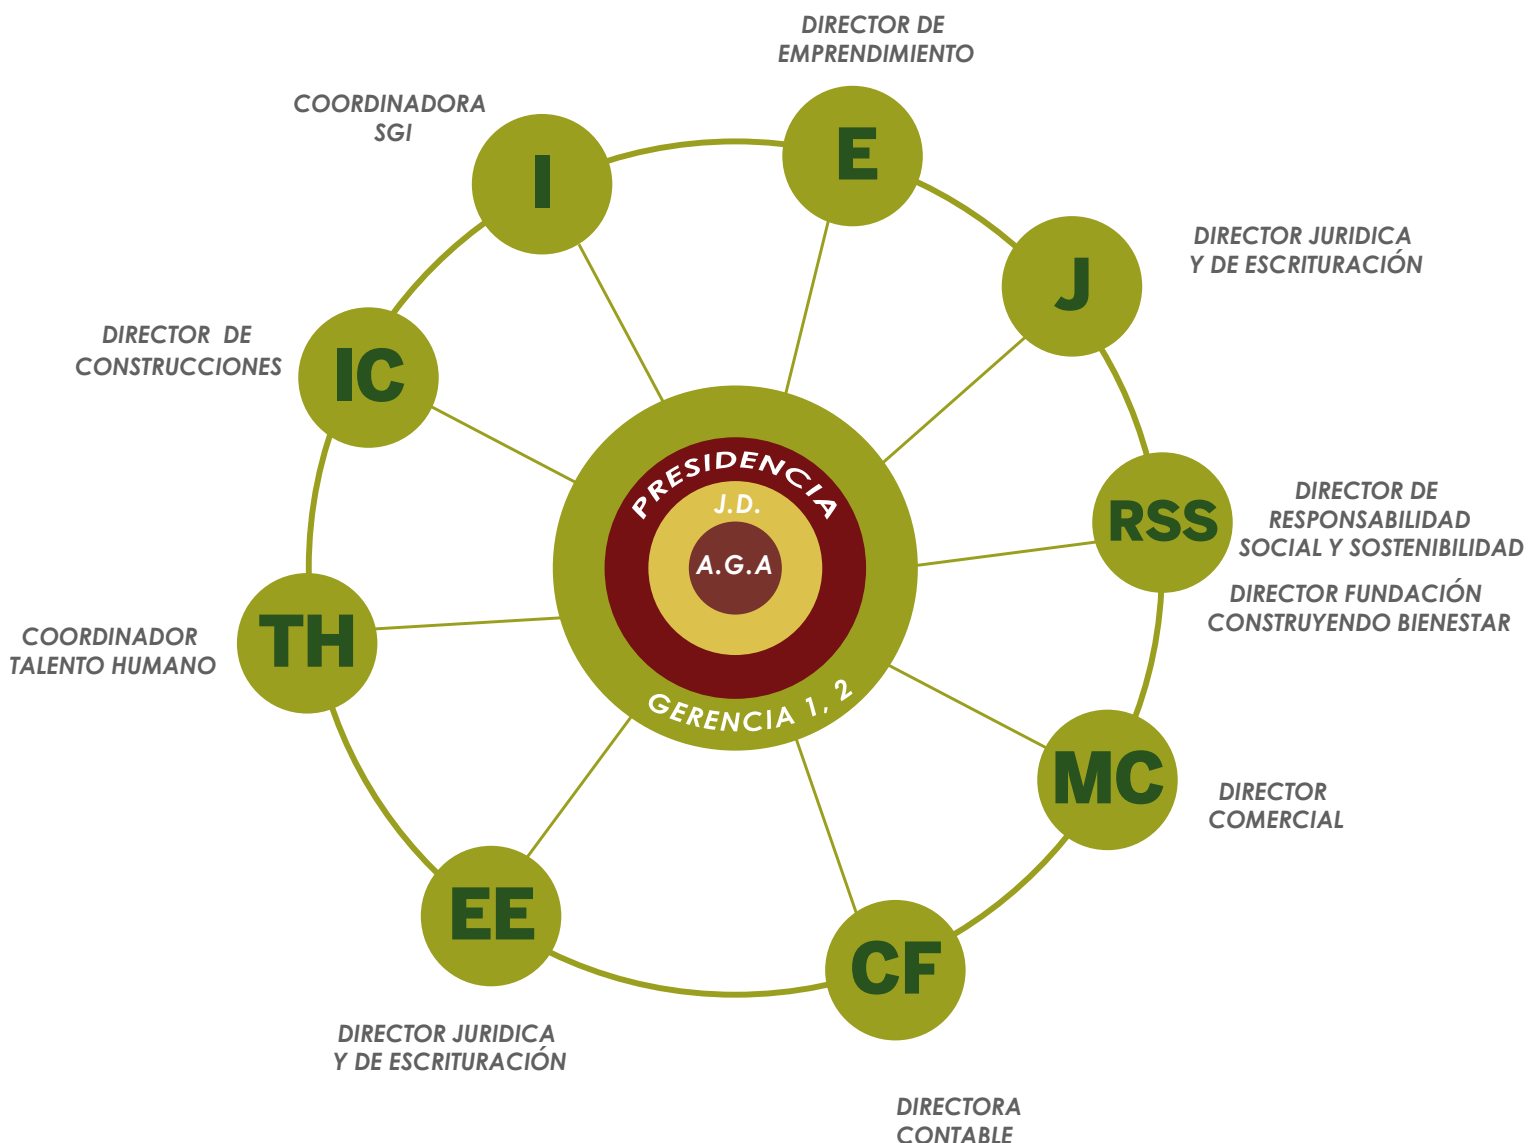 DIRECTOR DE
EMPRENDIMIENTO
E
COORDINADORA
SGI
I
DIRECTOR JURIDICA
Y DE ESCRITURACIÓN
J
DIRECTOR DE
CONSTRUCCIONES
IC
PRESIDENCIA
J.D.
A.G.A
GERENCIA 1, 2
RSS
DIRECTOR DE
RESPONSABILIDAD
SOCIAL Y SOSTENIBILIDAD
DIRECTOR FUNDACIÓN
CONSTRUYENDO BIENESTAR
COORDINADOR
TALENTO HUMANO
TH
MC
DIRECTOR
COMERCIAL
EE
DIRECTOR JURIDICA
Y DE ESCRITURACIÓN
CF
DIRECTORA
CONTABLE